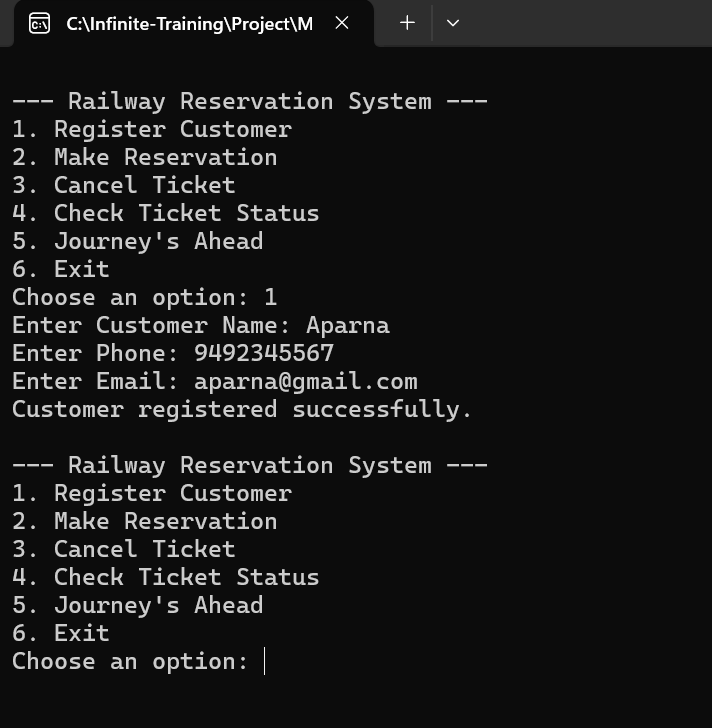 C:\Infinite-Training\Project\M
--- Railway Reservation System ---
1. Register Customer
2. Make Reservation
3. Cancel Ticket
4. Check Ticket Status
5. Journey's Ahead
6. Exit
Choose an option: 1
Enter Customer Name: Aparna
Enter Phone: 9492345567
Enter Email: aparna@gmail.com
Customer registered successfully.
--- Railway Reservation System ---
1. Register Customer
2. Make Reservation
3. Cancel Ticket
4. Check Ticket Status
5. Journey's Ahead
6. Exit
Choose an option: